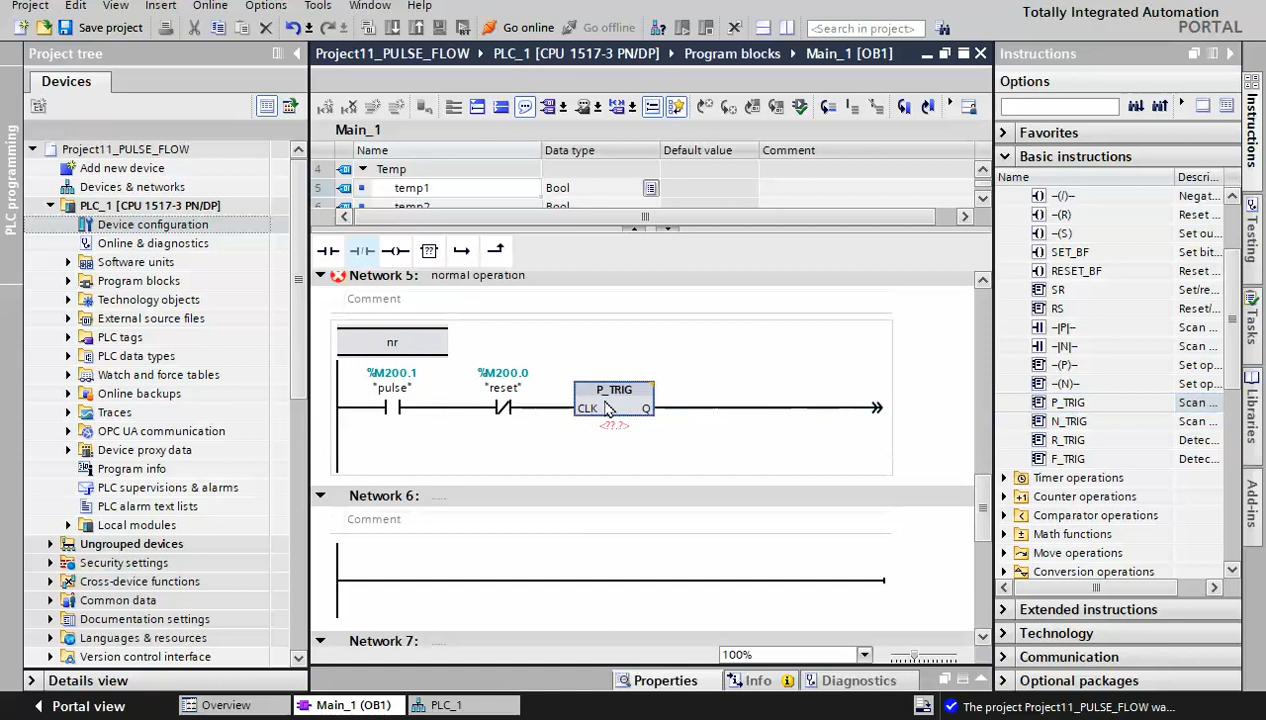 Project Edit View Insert Online Options Tools Window Help
Totally Integrated Automation
PORTAL
Save project
Go online
Go offline
<Search in project>
Project tree
Project11_PULSE_FLOW PLC_1 [CPU 1517-3 PN/DP] Program blocks Main_1 [OB1]
Instructions
Devices
Options
PLC programming
Main_1
Favorites
Name Data type Default value Comment
Basic instructions
4 Temp
5 temp1 Bool
temp2 Bool
Name Descri...
Project11_PULSE_FLOW
Add new device
Devices & networks
PLC_1 [CPU 1517-3 PN/DP]
Device configuration
Online & diagnostics
Software units
Program blocks
Technology objects
External source files
PLC tags
PLC data types
Watch and force tables
Online backups
Traces
OPC UA communication
Device proxy data
Program info
PLC supervisions & alarms
PLC alarm text lists
Local modules
Ungrouped devices
Security settings
Cross-device functions
Common data
Documentation settings
Languages & resources
Version control interface
Details view
Network 5: normal operation
Comment
nr
%M200.1
"pulse"
%M200.0
"reset"
P_TRIG
CLK Q
<??.?>
Network 6: .....
Comment
Network 7:
100%
-(/)- Negat...
-(R) Reset ...
-(S) Set ou...
SET_BF Set bit...
RESET_BF Reset ...
SR Set/re...
RS Reset/...
-|P|- Scan ...
-|N|- Scan ...
-(P)- Set op...
-(N)- Set op...
P_TRIG Scan ...
N_TRIG Scan ...
R_TRIG Detec...
F_TRIG Detec...
Timer operations
Counter operations
Comparator operations
Math functions
Move operations
Conversion operations
Extended instructions
Technology
Communication
Optional packages
Instructions
Testing
Tasks
Libraries
Add-ins
Properties Info Diagnostics
Portal view
Overview
Main_1 (OB1)
PLC_1
The project Project11_PULSE_FLOW wa...